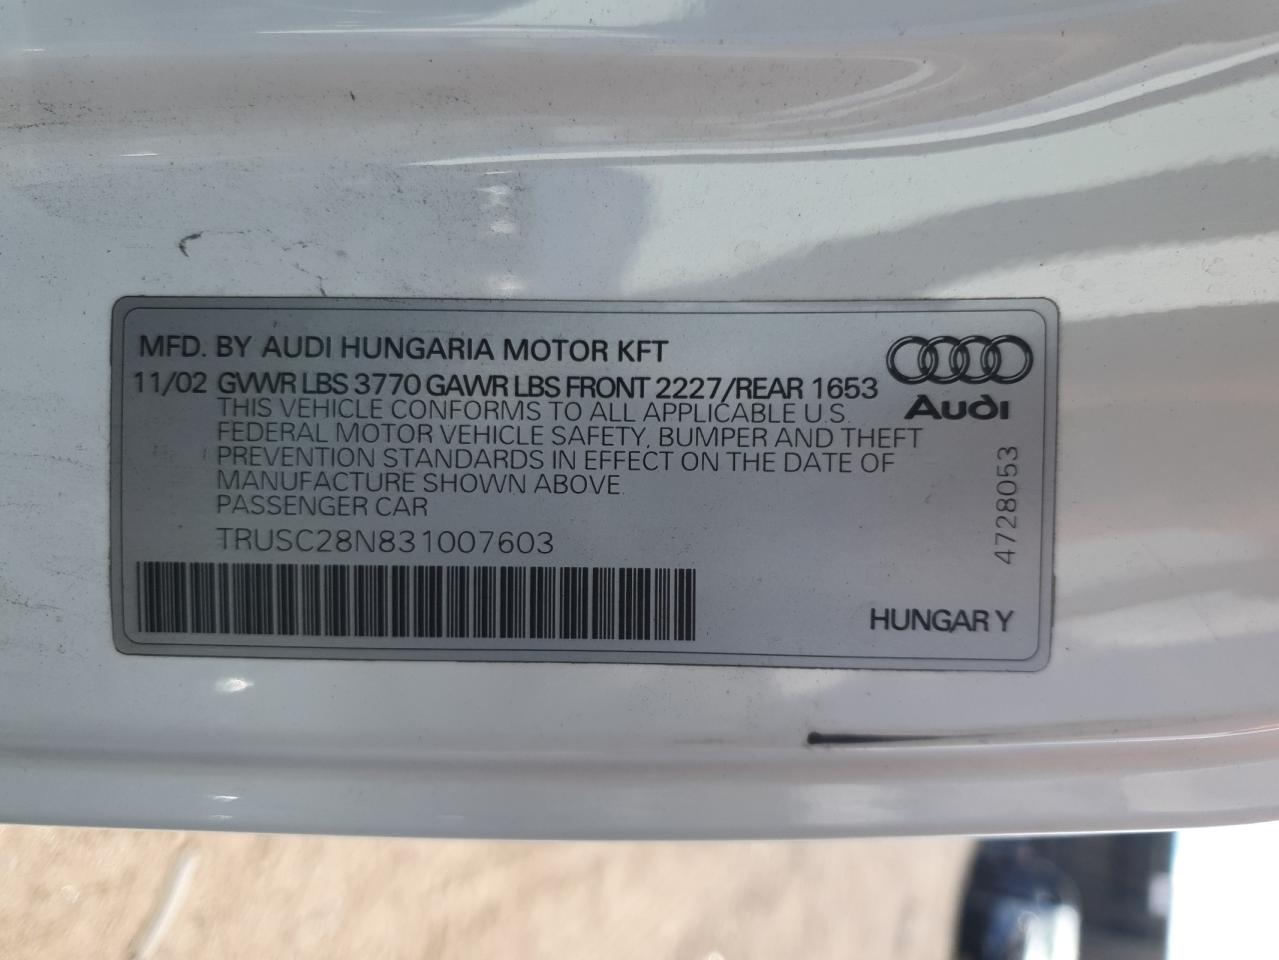 MFD. BY AUDI HUNGARIA MOTOR KFT
11/02 GVWR LBS 3770 GAWR LBS FRONT 2227/REAR 1653
THIS VEHICLE CONFORMS TO ALL APPLICABLE U.S.
FEDERAL MOTOR VEHICLE SAFETY, BUMPER AND THEFT
PREVENTION STANDARDS IN EFFECT ON THE DATE OF
MANUFACTURE SHOWN ABOVE.
PASSENGER CAR
TRUSC28N831007603
Audi
4728053
HUNGARY